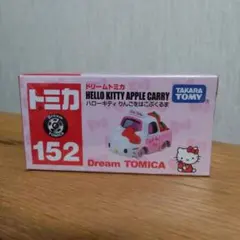 トミカ
152
ドリームトミカ
HELLO KITTY APPLE CARRY
ハローキティ りんごをはこぶくるま
TAKARA TOMY
Dream TOMICA